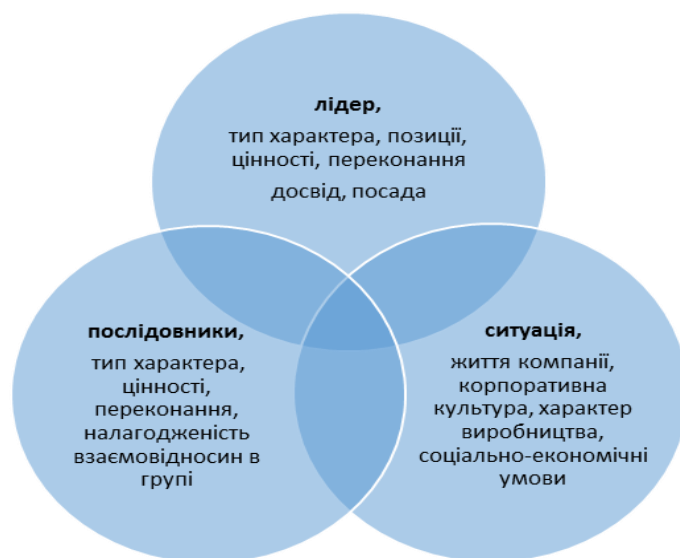 лідер,
тип характера, позиції,
цінності, переконання
досвід, посада
послідовники,
тип характера,
цінності,
переконання,
налагодженість
взаємовідносин в
групі
ситуація,
життя компанії,
корпоративна
культура, характер
виробництва,
соціально-економічні
умови